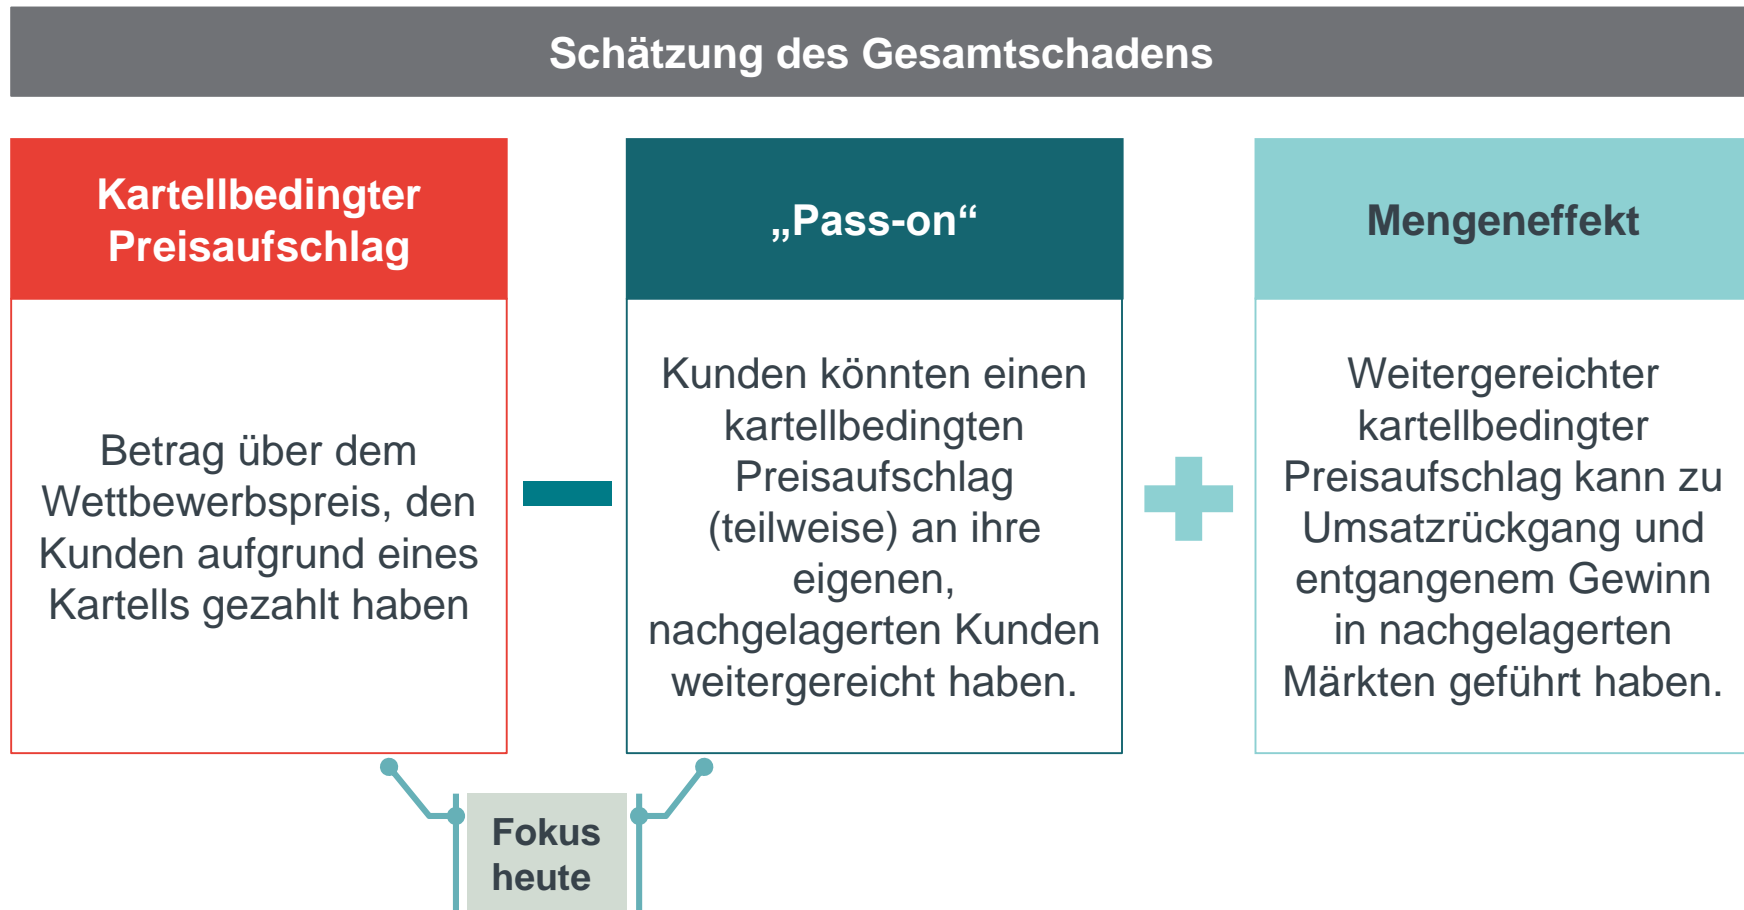 Schätzung des Gesamtschadens
Kartellbedingter
Preisaufschlag
Betrag über dem
Wettbewerbspreis, den
Kunden aufgrund eines
Kartells gezahlt haben
„Pass-on“
Kunden könnten einen
kartellbedingten
Preisaufschlag
(teilweise) an ihre
eigenen,
nachgelagerten Kunden
weitergereicht haben.
Mengeneffekt
Weitergereichter
kartellbedingter
Preisaufschlag kann zu
Umsatzrückgang und
entgangenem Gewinn
in nachgelagerten
Märkten geführt haben.
Fokus
heute